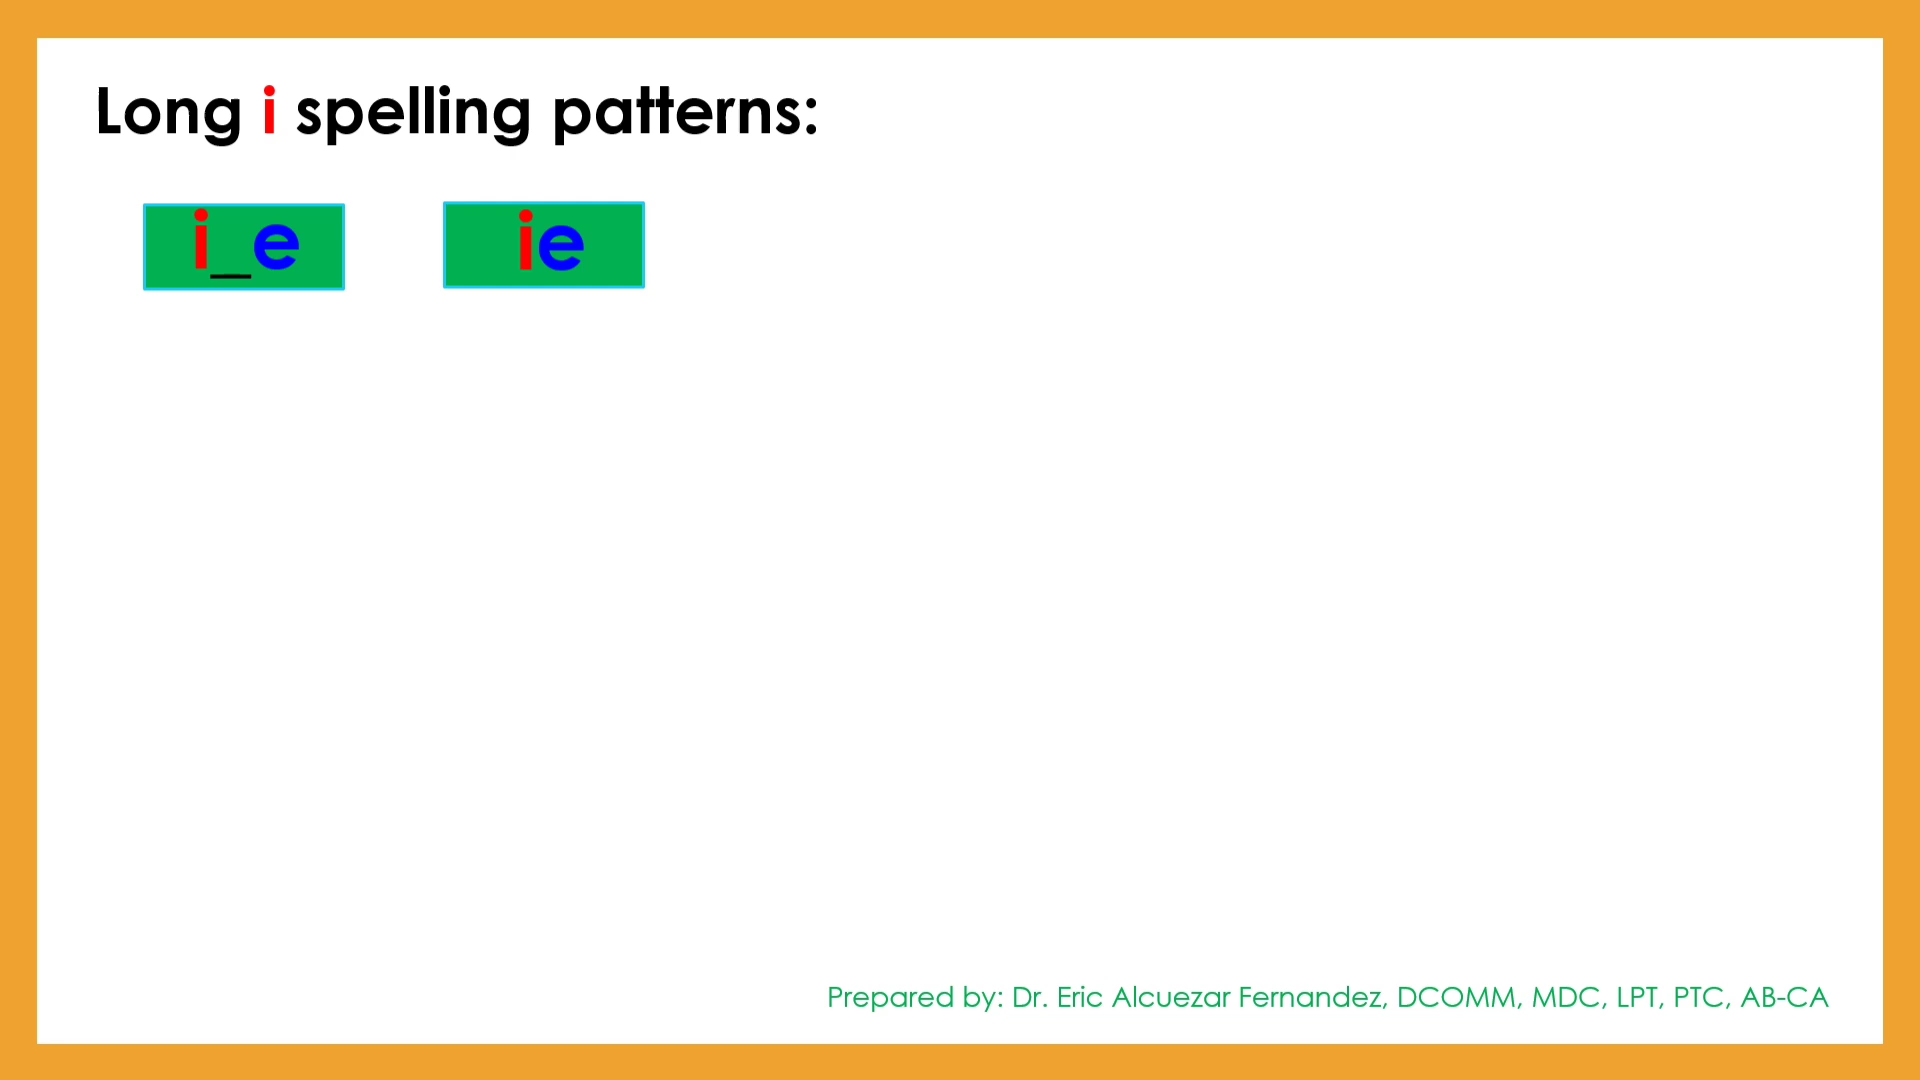 Long i spelling patterns:
i_e ie
Prepared by: Dr. Eric Alcuezar Fernandez, DCOMM, MDC, LPT, PTC, AB-CA